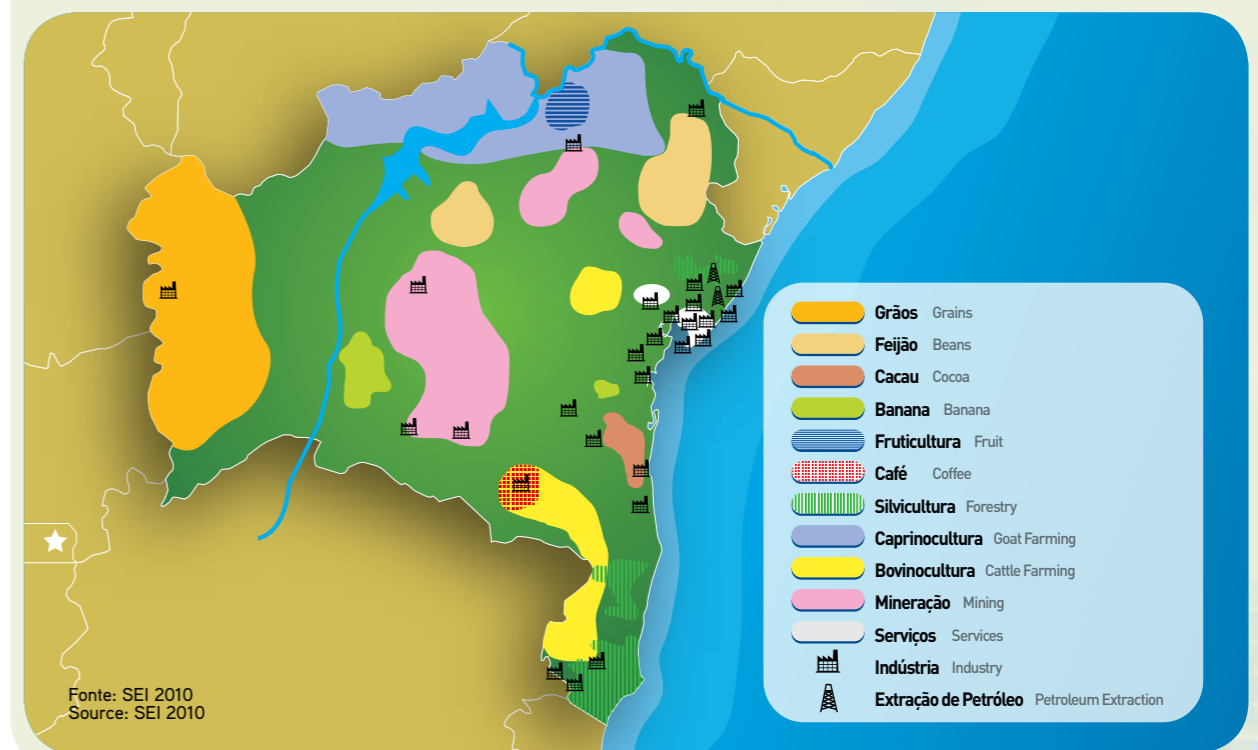 Grãos Grains
Feijão Beans
Cacau Cocoa
Banana Banana
Fruticultura Fruit
Café Coffee
Silvicultura Forestry
Caprinocultura Goat Farming
Bovinocultura Cattle Farming
Mineração Mining
Serviços Services
Indústria Industry
Extração de Petróleo Petroleum Extraction
Fonte: SEI 2010
Source: SEI 2010